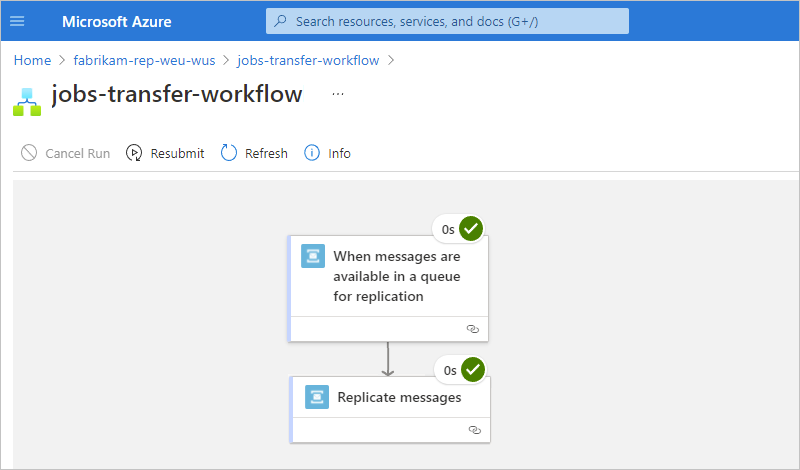 Microsoft Azure
Search resources, services, and docs (G+/)
Home > fabrikam-rep-weu-wus > jobs-transfer-workflow >
jobs-transfer-workflow ...
Cancel Run Resubmit Refresh Info
0s
When messages are
available in a queue
for replication
0s
Replicate messages